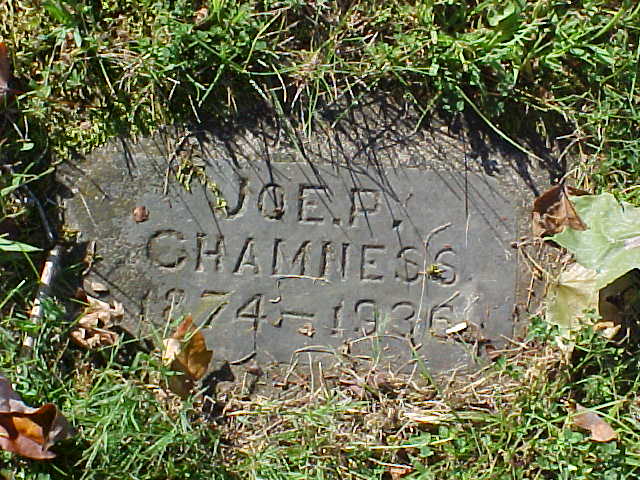 JOE. P.
CHAMNESS
1874 — 1936